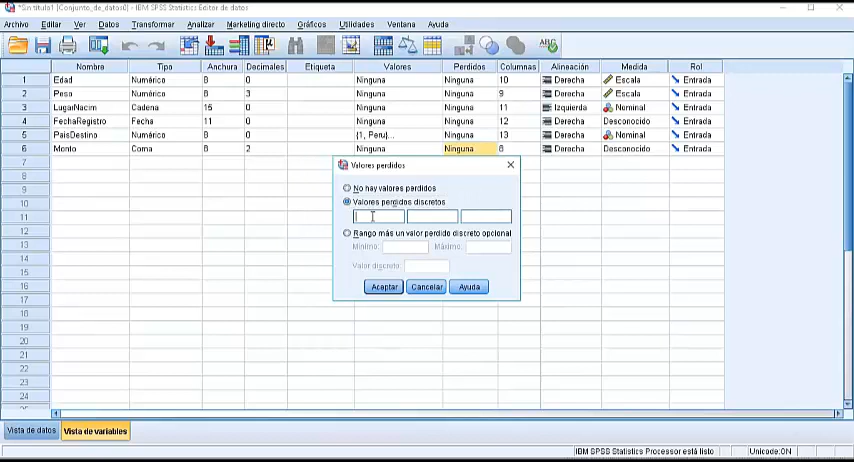 *Sin título1 [Conjunto_de_datos0] - IBM SPSS Statistics Editor de datos
Archivo Editar Ver Datos Transformar Analizar Marketing directo Gráficos Utilidades Ventana Ayuda
Nombre Tipo Anchura Decimales Etiqueta Valores Perdidos Columnas Alineación Medida Rol
1 Edad Numérico 8 0 Ninguna Ninguna 10 Derecha Escala Entrada
2 Peso Numérico 8 3 Ninguna Ninguna 9 Derecha Escala Entrada
3 LugarNacim Cadena 15 0 Ninguna Ninguna 11 Izquierda Nominal Entrada
4 FechaRegistro Fecha 11 0 Ninguna Ninguna 12 Derecha Desconocido Entrada
5 PaisDestino Numérico 8 0 {1, Peru}... Ninguna 13 Derecha Nominal Entrada
6 Monto Coma 8 2 Ninguna Ninguna 8 Derecha Desconocido Entrada
7
8
9
10
11
12
13
14
15
16
17
18
19
20
21
22
23
24
Valores perdidos
No hay valores perdidos
Valores perdidos discretos
Rango más un valor perdido discreto opcional
Mínimo: Máximo:
Valor discreto:
Aceptar Cancelar Ayuda
Vista de datos Vista de variables
IBM SPSS Statistics Processor está listo Unicode:ON